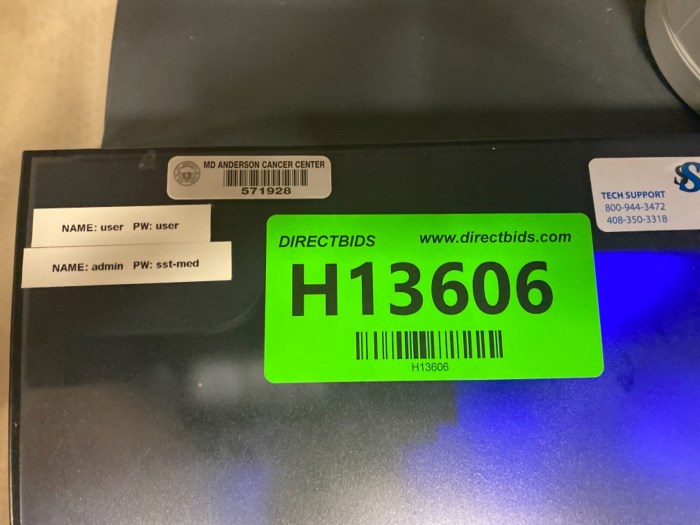 MD ANDERSON CANCER CENTER
571928
NAME: user PW: user
NAME: admin PW: sst-med
DIRECTBIDS www.directbids.com
H13606
H13606
TECH SUPPORT
800-944-3472
408-350-3318